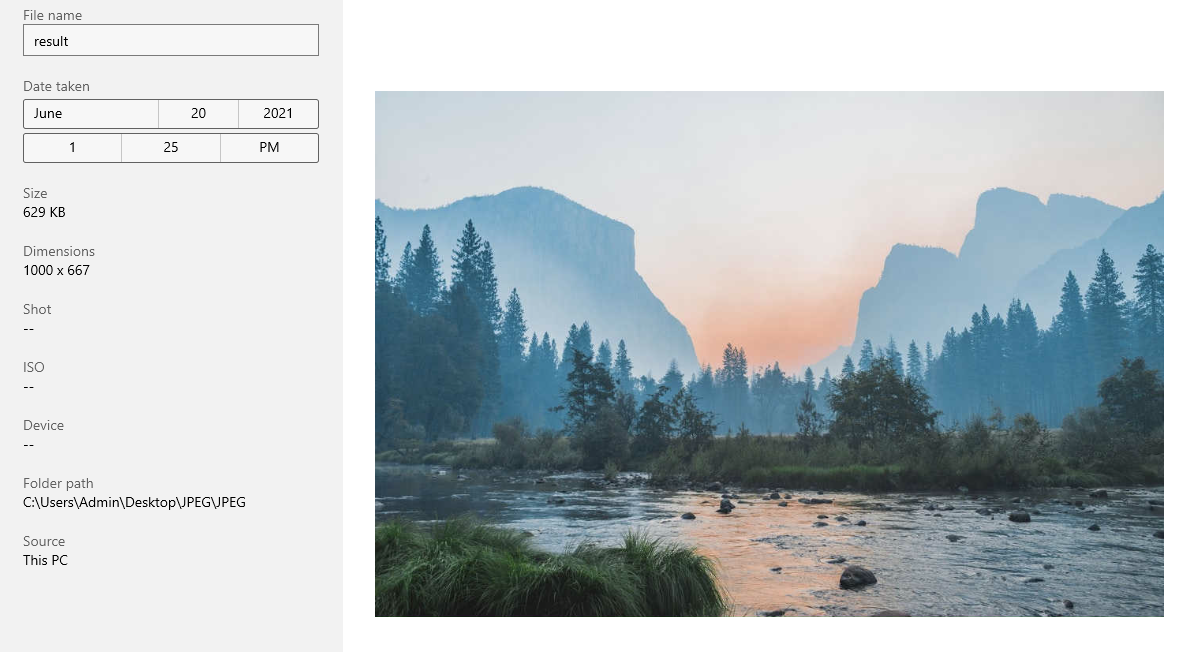 File name
result
Date taken
June 20 2021
1 25 PM
Size
629 KB
Dimensions
1000 x 667
Shot
--
ISO
--
Device
--
Folder path
C:\Users\Admin\Desktop\JPEG\JPEG
Source
This PC